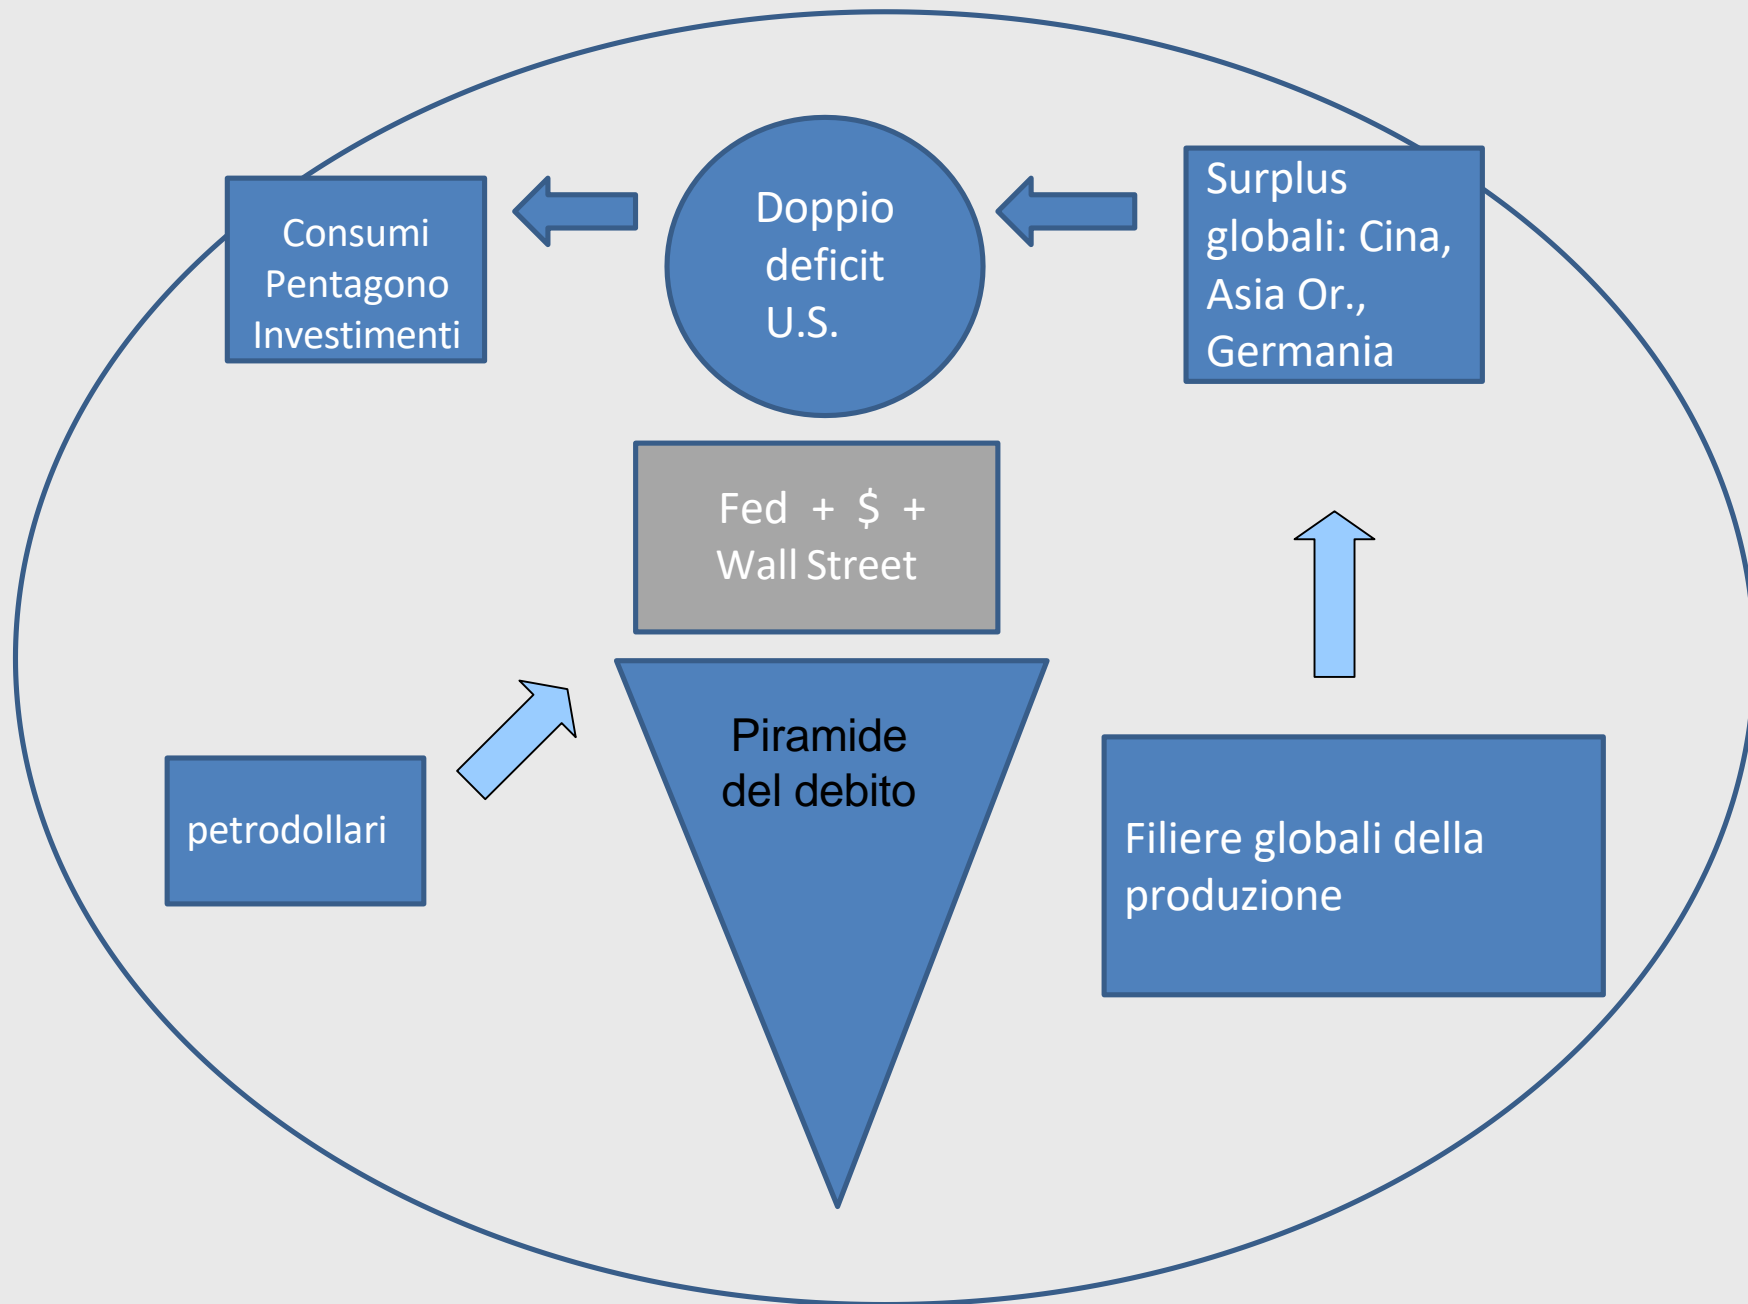 Consumi
Pentagono
Investimenti
Doppio
deficit
U.S.
Surplus
globali: Cina,
Asia Or.,
Germania
Fed + $ +
Wall Street
petrodollari
Piramide
del debito
Filiere globali della
produzione